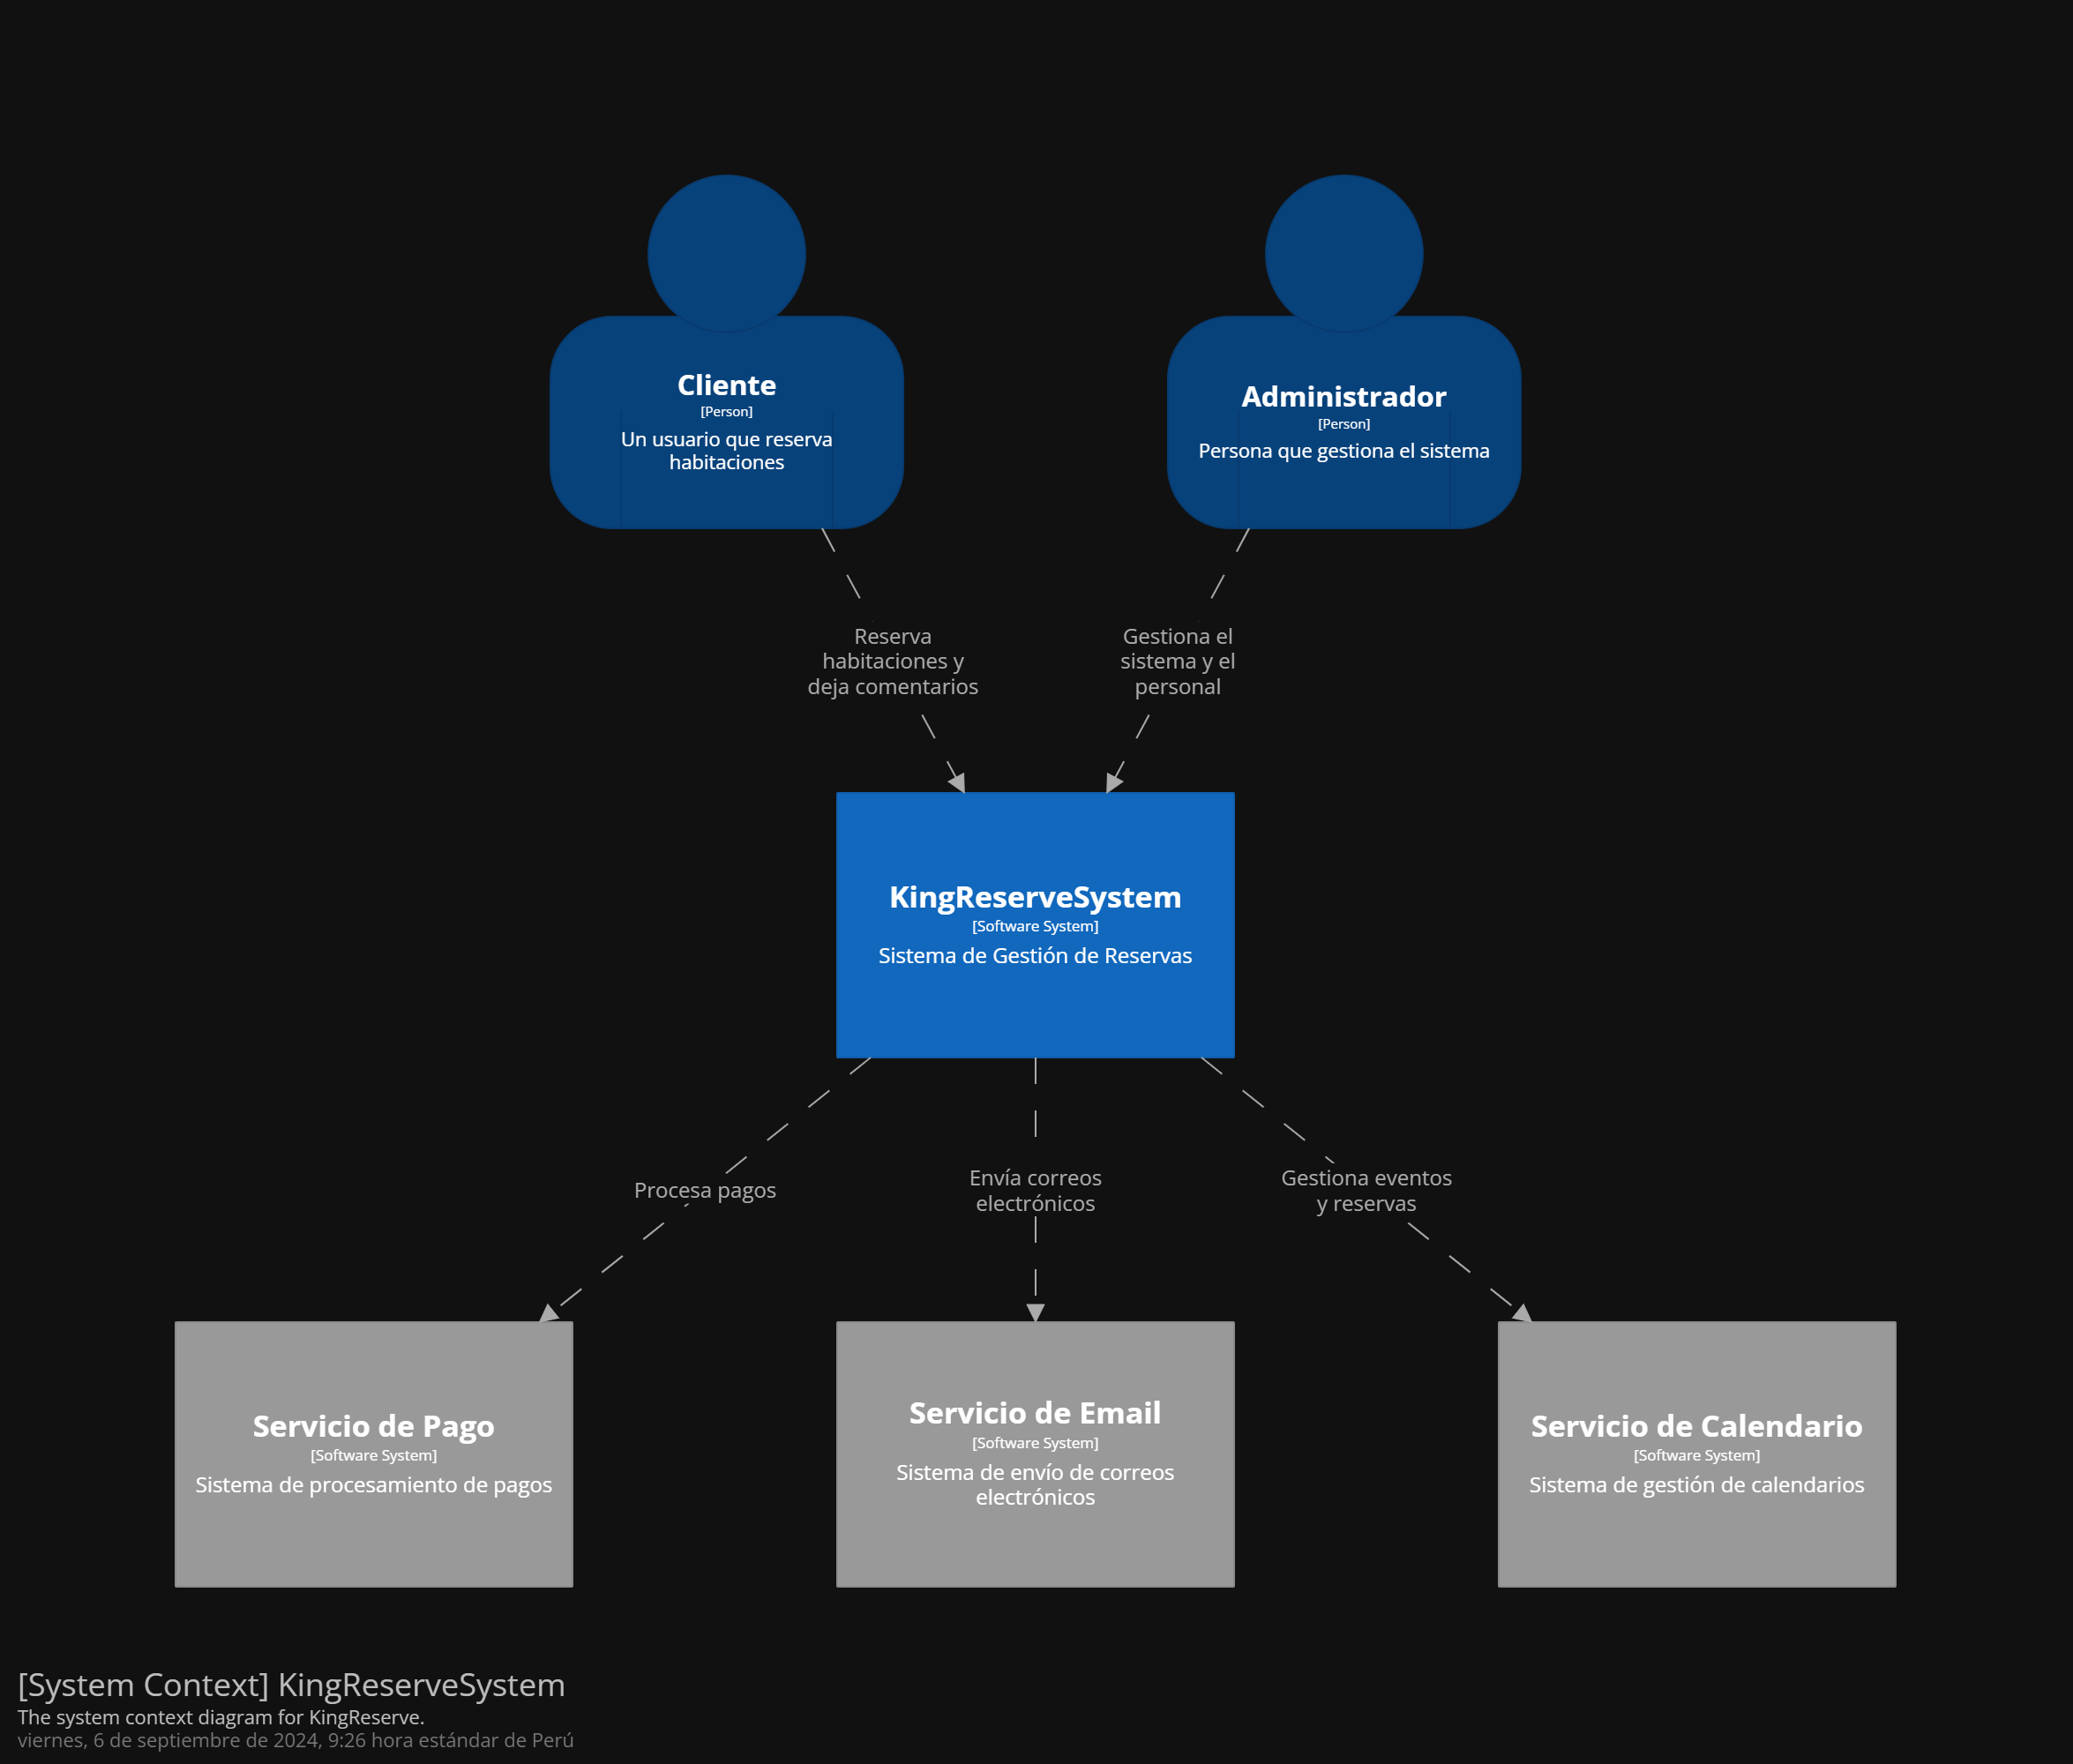 Cliente
[Person]
Un usuario que reserva
habitaciones
Administrador
[Person]
Persona que gestiona el sistema
Reserva
habitaciones y
deja comentarios
Gestiona el
sistema y el
personal
KingReserveSystem
[Software System]
Sistema de Gestión de Reservas
Procesa pagos
Envía correos
electrónicos
Gestiona eventos
y reservas
Servicio de Pago
[Software System]
Sistema de procesamiento de pagos
Servicio de Email
[Software System]
Sistema de envío de correos
electrónicos
Servicio de Calendario
[Software System]
Sistema de gestión de calendarios
[System Context] KingReserveSystem
The system context diagram for KingReserve.
viernes, 6 de septiembre de 2024, 9:26 hora estándar de Perú